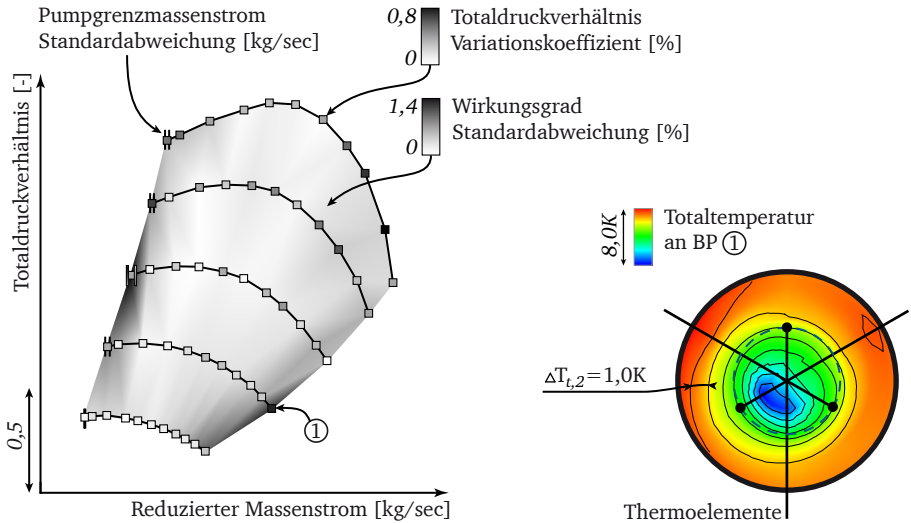 Pumpgrenzmassenstrom
Standardabweichung [kg/sec]
0,8
0
Totaldruckverhältnis
Variationskoeffizient [%]
1,4
0
Wirkungsgrad
Standardabweichung [%]
Totaldruckverhältnis [-]
0,5
1
Reduzierter Massenstrom [kg/sec]
8,0K
Totaltemperatur
an BP 1
ΔTt,2=1,0K
Thermoelemente